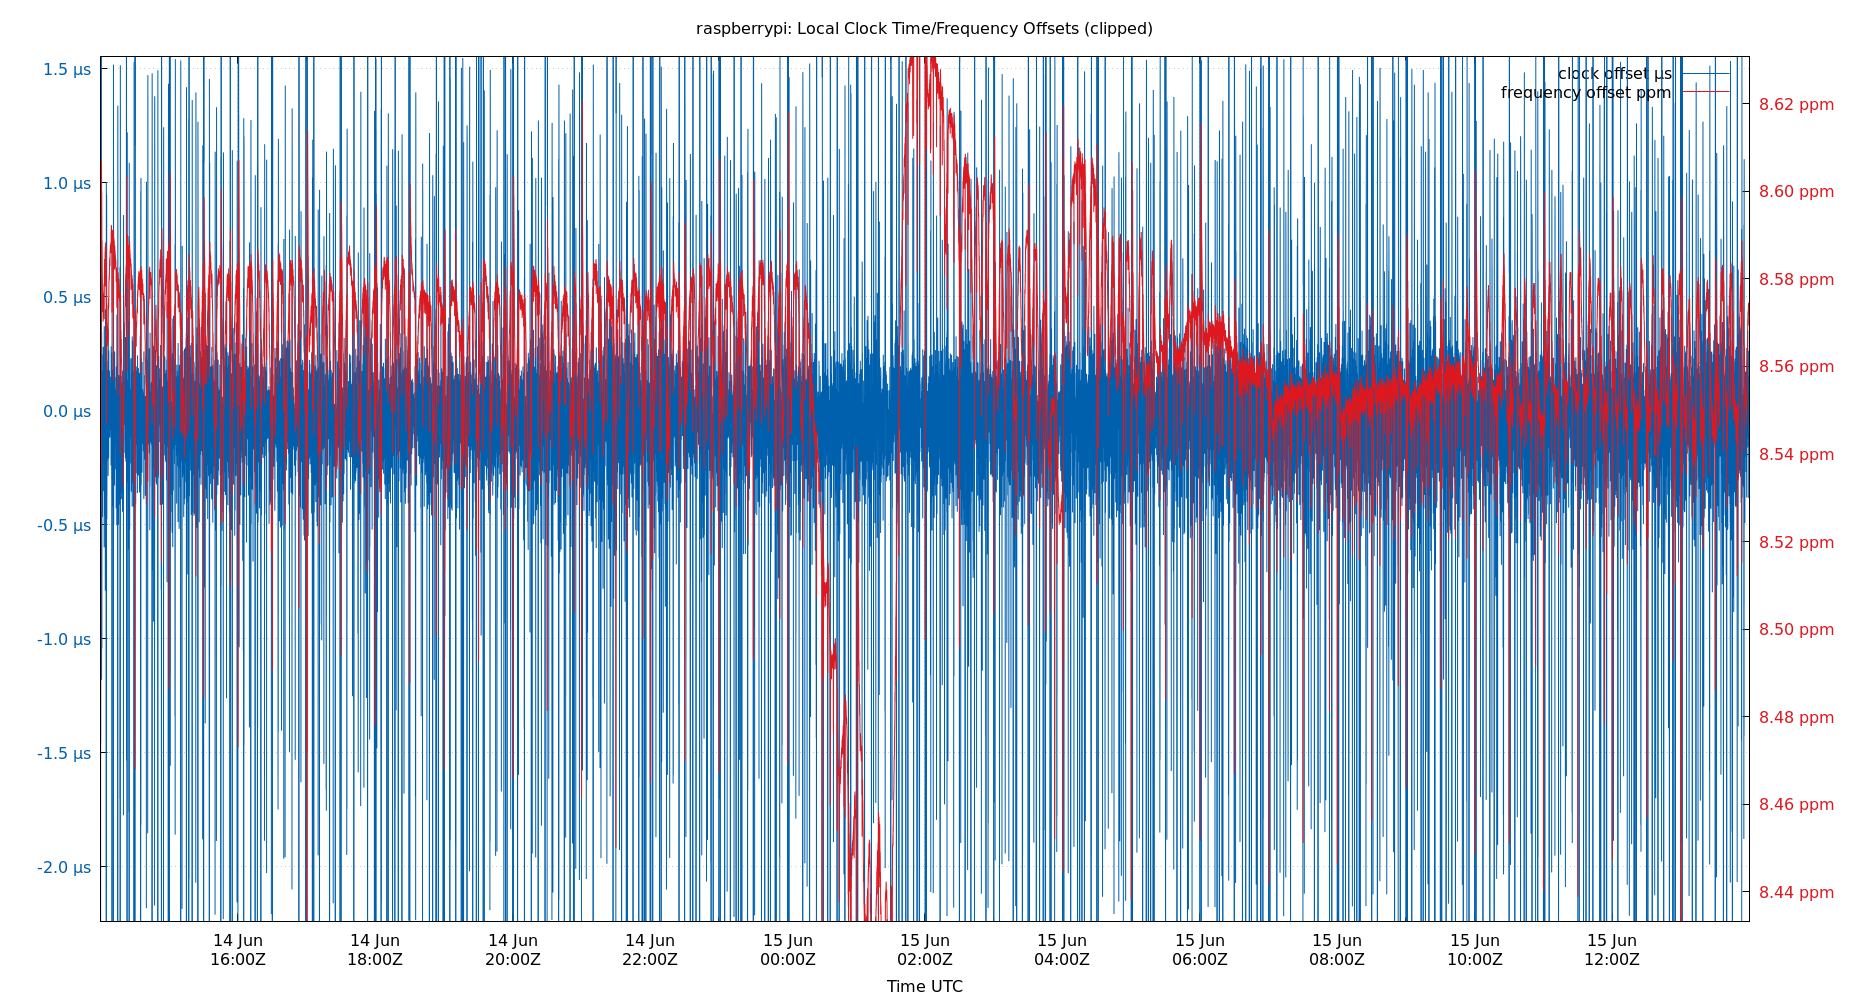 raspberrypi: Local Clock Time/Frequency Offsets (clipped)
clock offset µs
frequency offset ppm
1.5 µs
1.0 µs
0.5 µs
0.0 µs
-0.5 µs
-1.0 µs
-1.5 µs
-2.0 µs
8.62 ppm
8.60 ppm
8.58 ppm
8.56 ppm
8.54 ppm
8.52 ppm
8.50 ppm
8.48 ppm
8.46 ppm
8.44 ppm
14 Jun 14 Jun 14 Jun 14 Jun 15 Jun 15 Jun 15 Jun 15 Jun 15 Jun 15 Jun 15 Jun
16:00Z 18:00Z 20:00Z 22:00Z 00:00Z 02:00Z 04:00Z 06:00Z 08:00Z 10:00Z 12:00Z
Time UTC